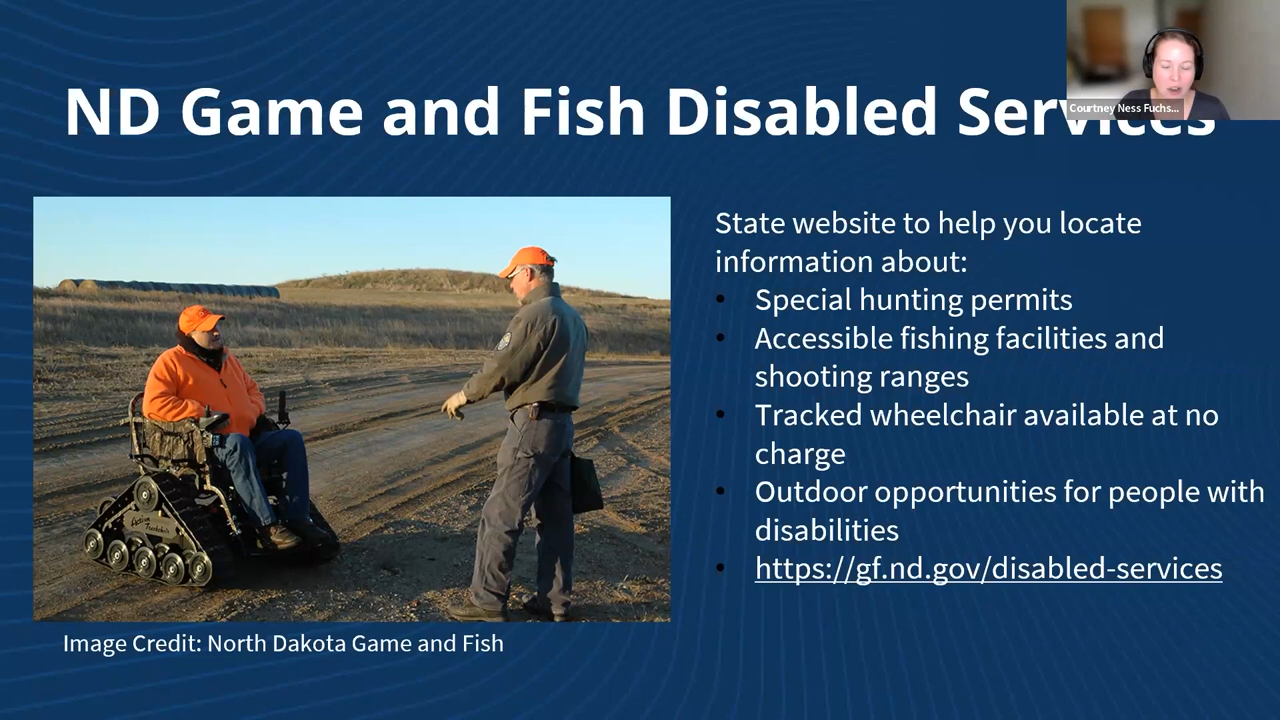 Courtney Ness Fuchs...
ND Game and Fish Disabled Services
State website to help you locate
information about:
• Special hunting permits
• Accessible fishing facilities and
shooting ranges
• Tracked wheelchair available at no
charge
• Outdoor opportunities for people with
disabilities
• https://gf.nd.gov/disabled-services
Image Credit: North Dakota Game and Fish